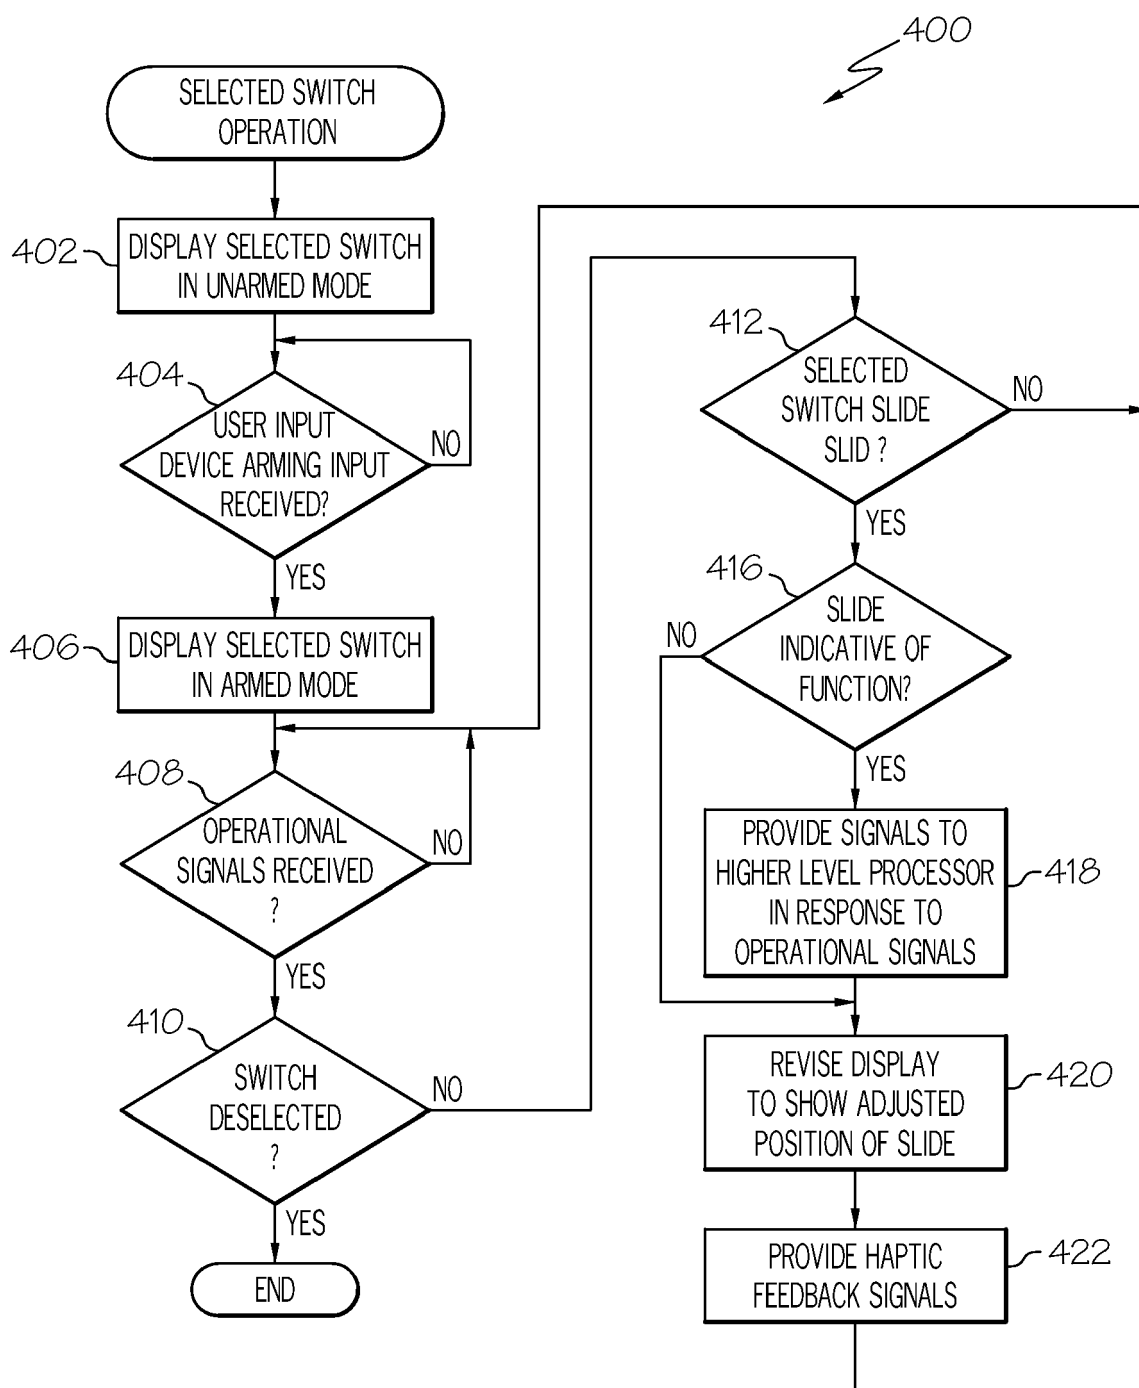 400
SELECTED SWITCH
OPERATION
402
DISPLAY SELECTED SWITCH
IN UNARMED MODE
404
USER INPUT
DEVICE ARMING INPUT
RECEIVED?
NO
YES
406
DISPLAY SELECTED SWITCH
IN ARMED MODE
408
OPERATIONAL
SIGNALS RECEIVED
?
NO
YES
410
SWITCH
DESELECTED
?
NO
YES
END
412
SELECTED
SWITCH SLIDE
SLID ?
NO
YES
416
SLIDE
INDICATIVE OF
FUNCTION?
NO
YES
PROVIDE SIGNALS TO
HIGHER LEVEL PROCESSOR
IN RESPONSE TO
OPERATIONAL SIGNALS
418
REVISE DISPLAY
TO SHOW ADJUSTED
POSITION OF SLIDE
420
PROVIDE HAPTIC
FEEDBACK SIGNALS
422